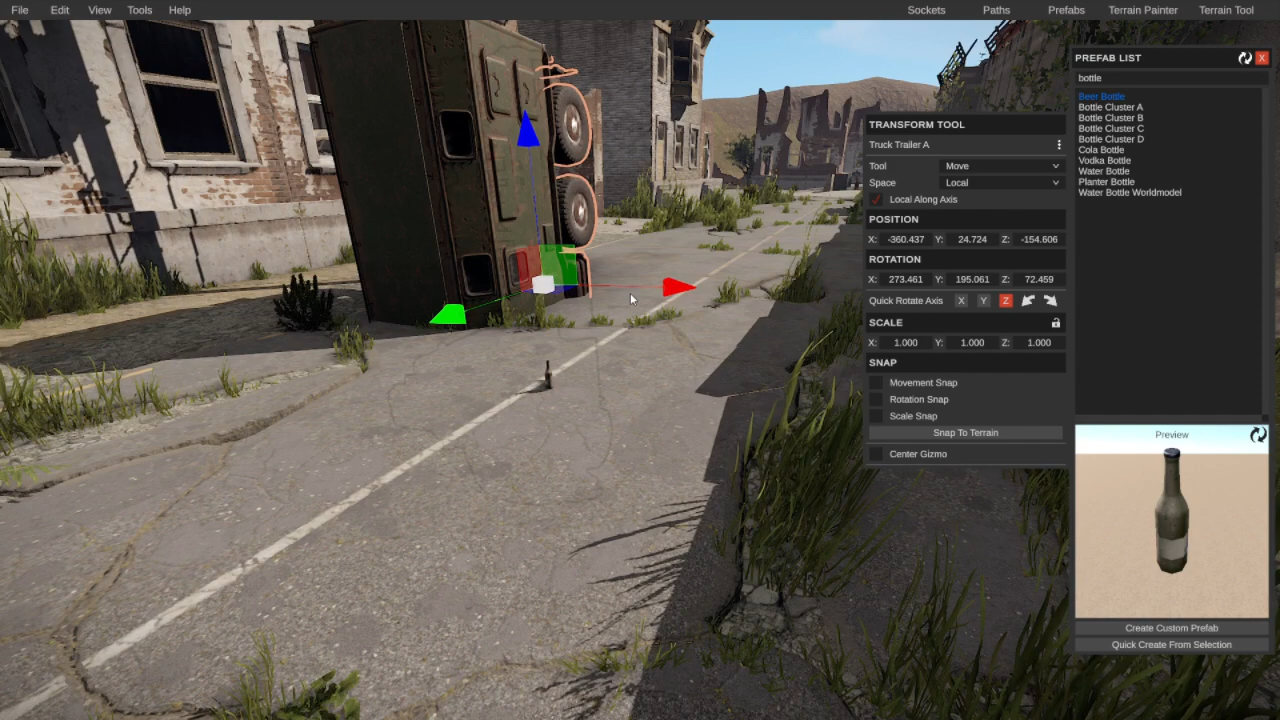 File Edit View Tools Help Sockets Paths Prefabs Terrain Painter Terrain Tool
TRANSFORM TOOL
Truck Trailer A
Tool Move
Space Local
Local Along Axis
POSITION
X: -360.437 Y: 24.724 Z: -154.606
ROTATION
X: 273.461 Y: 195.061 Z: 72.459
Quick Rotate Axis X Y Z
SCALE
X: 1.000 Y: 1.000 Z: 1.000
SNAP
Movement Snap
Rotation Snap
Scale Snap
Snap To Terrain
Center Gizmo
PREFAB LIST X
bottle
Beer Bottle
Bottle Cluster A
Bottle Cluster B
Bottle Cluster C
Bottle Cluster D
Cola Bottle
Vodka Bottle
Water Bottle
Planter Bottle
Water Bottle Worldmodel
Preview
Create Custom Prefab
Quick Create From Selection